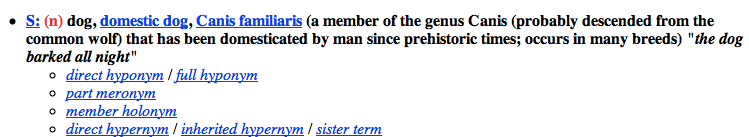 • S: (n) dog, domestic dog, Canis familiaris (a member of the genus Canis (probably descended from the
common wolf) that has been domesticated by man since prehistoric times; occurs in many breeds) "the dog
barked all night"
○ direct hyponym / full hyponym
○ part meronym
○ member holonym
○ direct hypernym / inherited hypernym / sister term